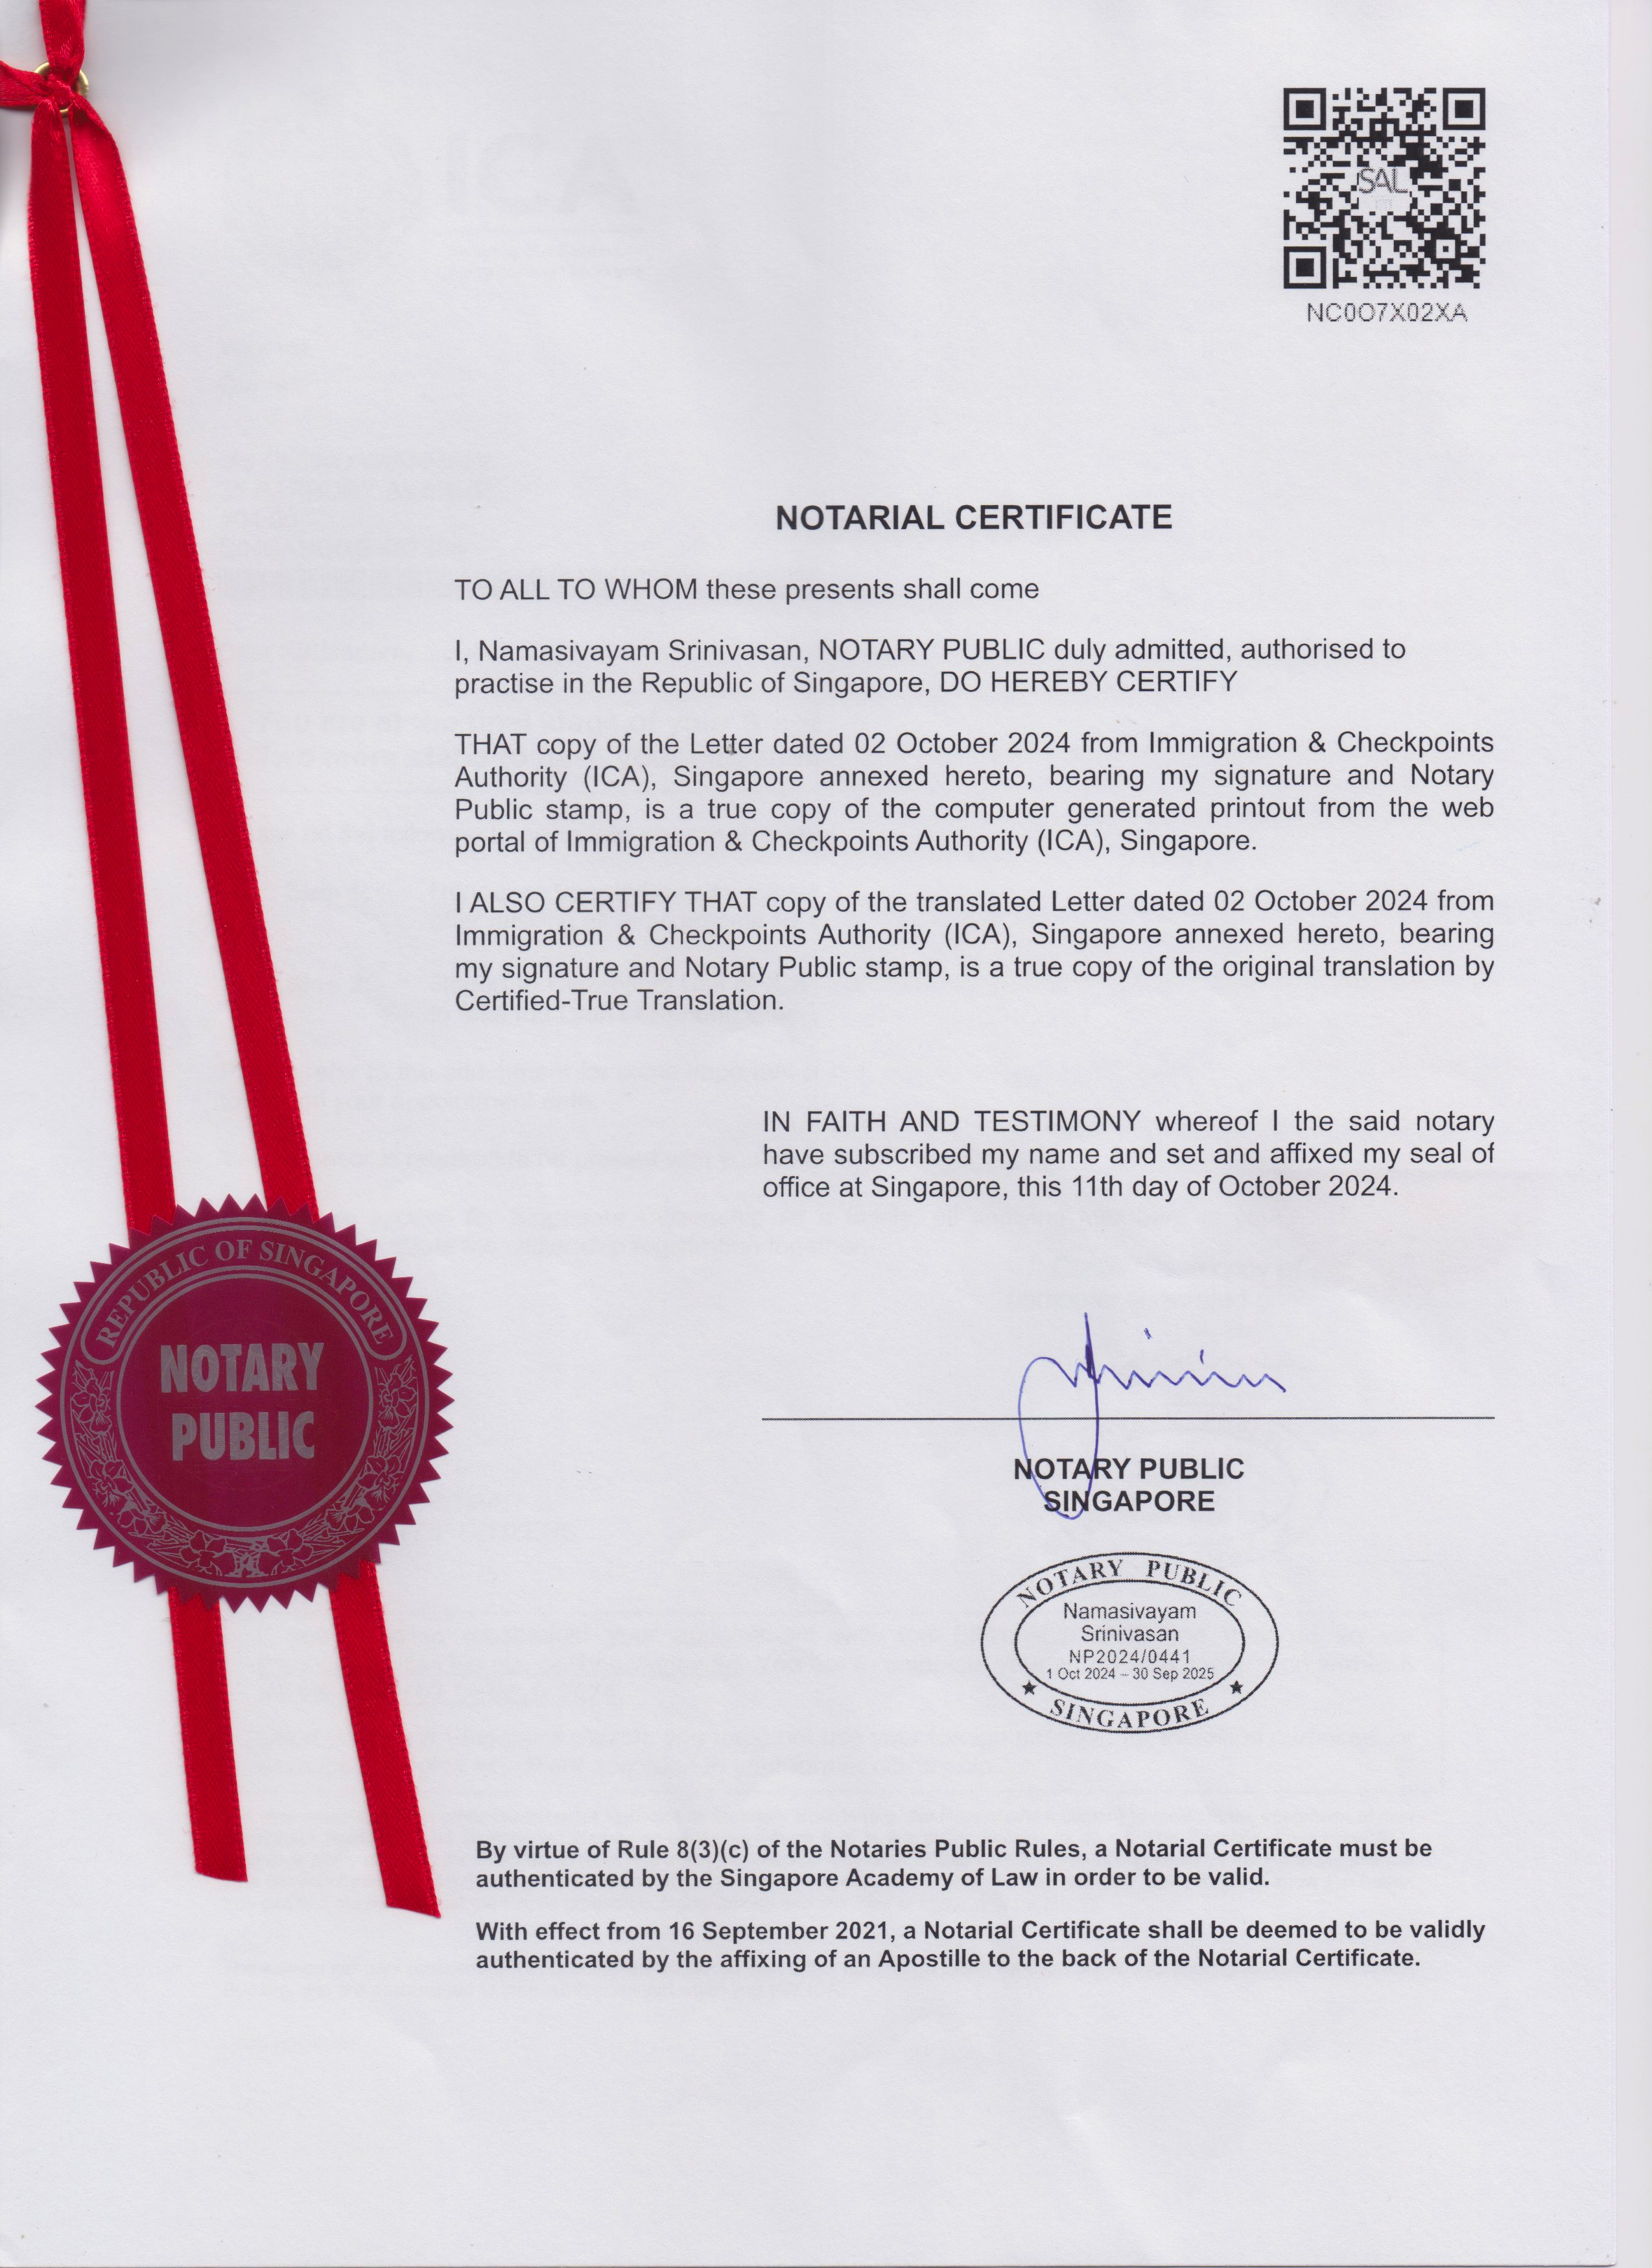 SAL
NC0O7X02XA
NOTARIAL CERTIFICATE
TO ALL TO WHOM these presents shall come
I, Namasivayam Srinivasan, NOTARY PUBLIC duly admitted, authorised to
practise in the Republic of Singapore, DO HEREBY CERTIFY
THAT copy of the Letter dated 02 October 2024 from Immigration & Checkpoints
Authority (ICA), Singapore annexed hereto, bearing my signature and Notary
Public stamp, is a true copy of the computer generated printout from the web
portal of Immigration & Checkpoints Authority (ICA), Singapore.
I ALSO CERTIFY THAT copy of the translated Letter dated 02 October 2024 from
Immigration & Checkpoints Authority (ICA), Singapore annexed hereto, bearing
my signature and Notary Public stamp, is a true copy of the original translation by
Certified-True Translation.
IN FAITH AND TESTIMONY whereof I the said notary
have subscribed my name and set and affixed my seal of
office at Singapore, this 11th day of October 2024.
REPUBLIC OF SINGAPORE
NOTARY
PUBLIC
NOTARY PUBLIC
SINGAPORE
NOTARY PUBLIC
Namasivayam
Srinivasan
NP2024/0441
1 Oct 2024 – 30 Sep 2025
SINGAPORE
By virtue of Rule 8(3)(c) of the Notaries Public Rules, a Notarial Certificate must be
authenticated by the Singapore Academy of Law in order to be valid.
With effect from 16 September 2021, a Notarial Certificate shall be deemed to be validly
authenticated by the affixing of an Apostille to the back of the Notarial Certificate.